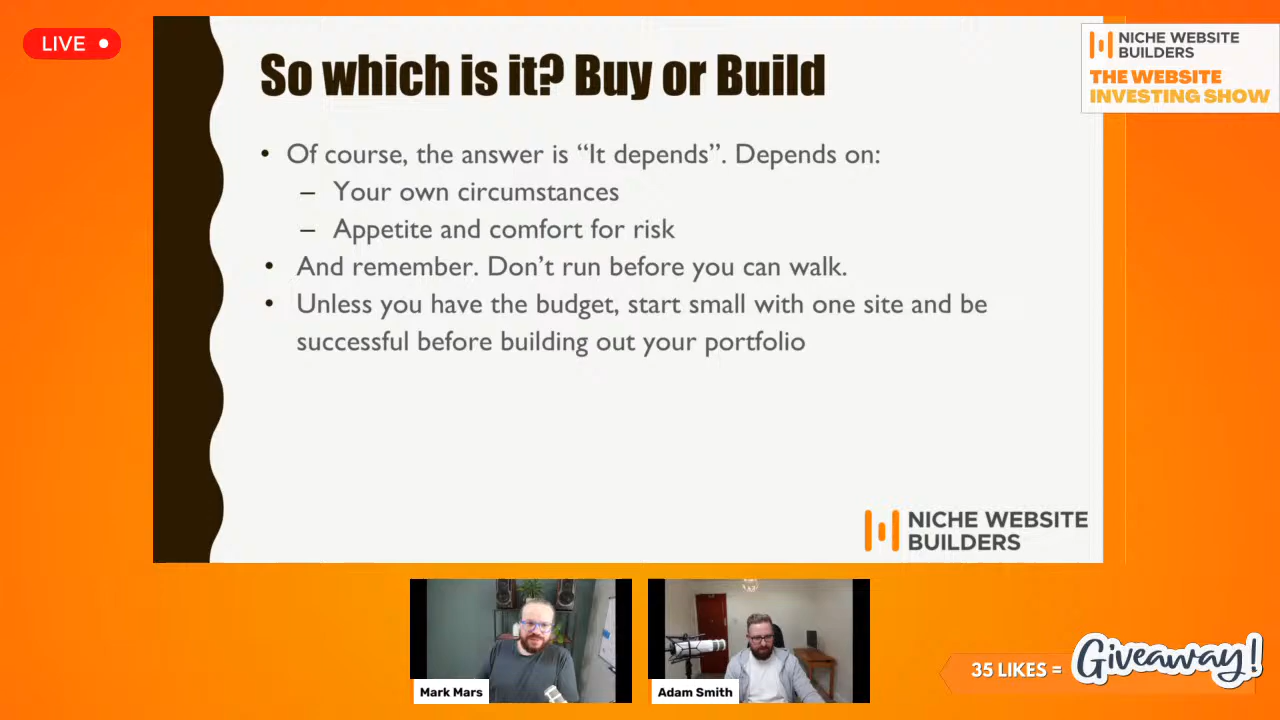 LIVE
NICHE WEBSITE
BUILDERS
THE WEBSITE
INVESTING SHOW
So which is it? Buy or Build
• Of course, the answer is “It depends”. Depends on:
– Your own circumstances
– Appetite and comfort for risk
• And remember. Don’t run before you can walk.
• Unless you have the budget, start small with one site and be
successful before building out your portfolio
NICHE WEBSITE
BUILDERS
Mark Mars
Adam Smith
35 LIKES = Giveaway!